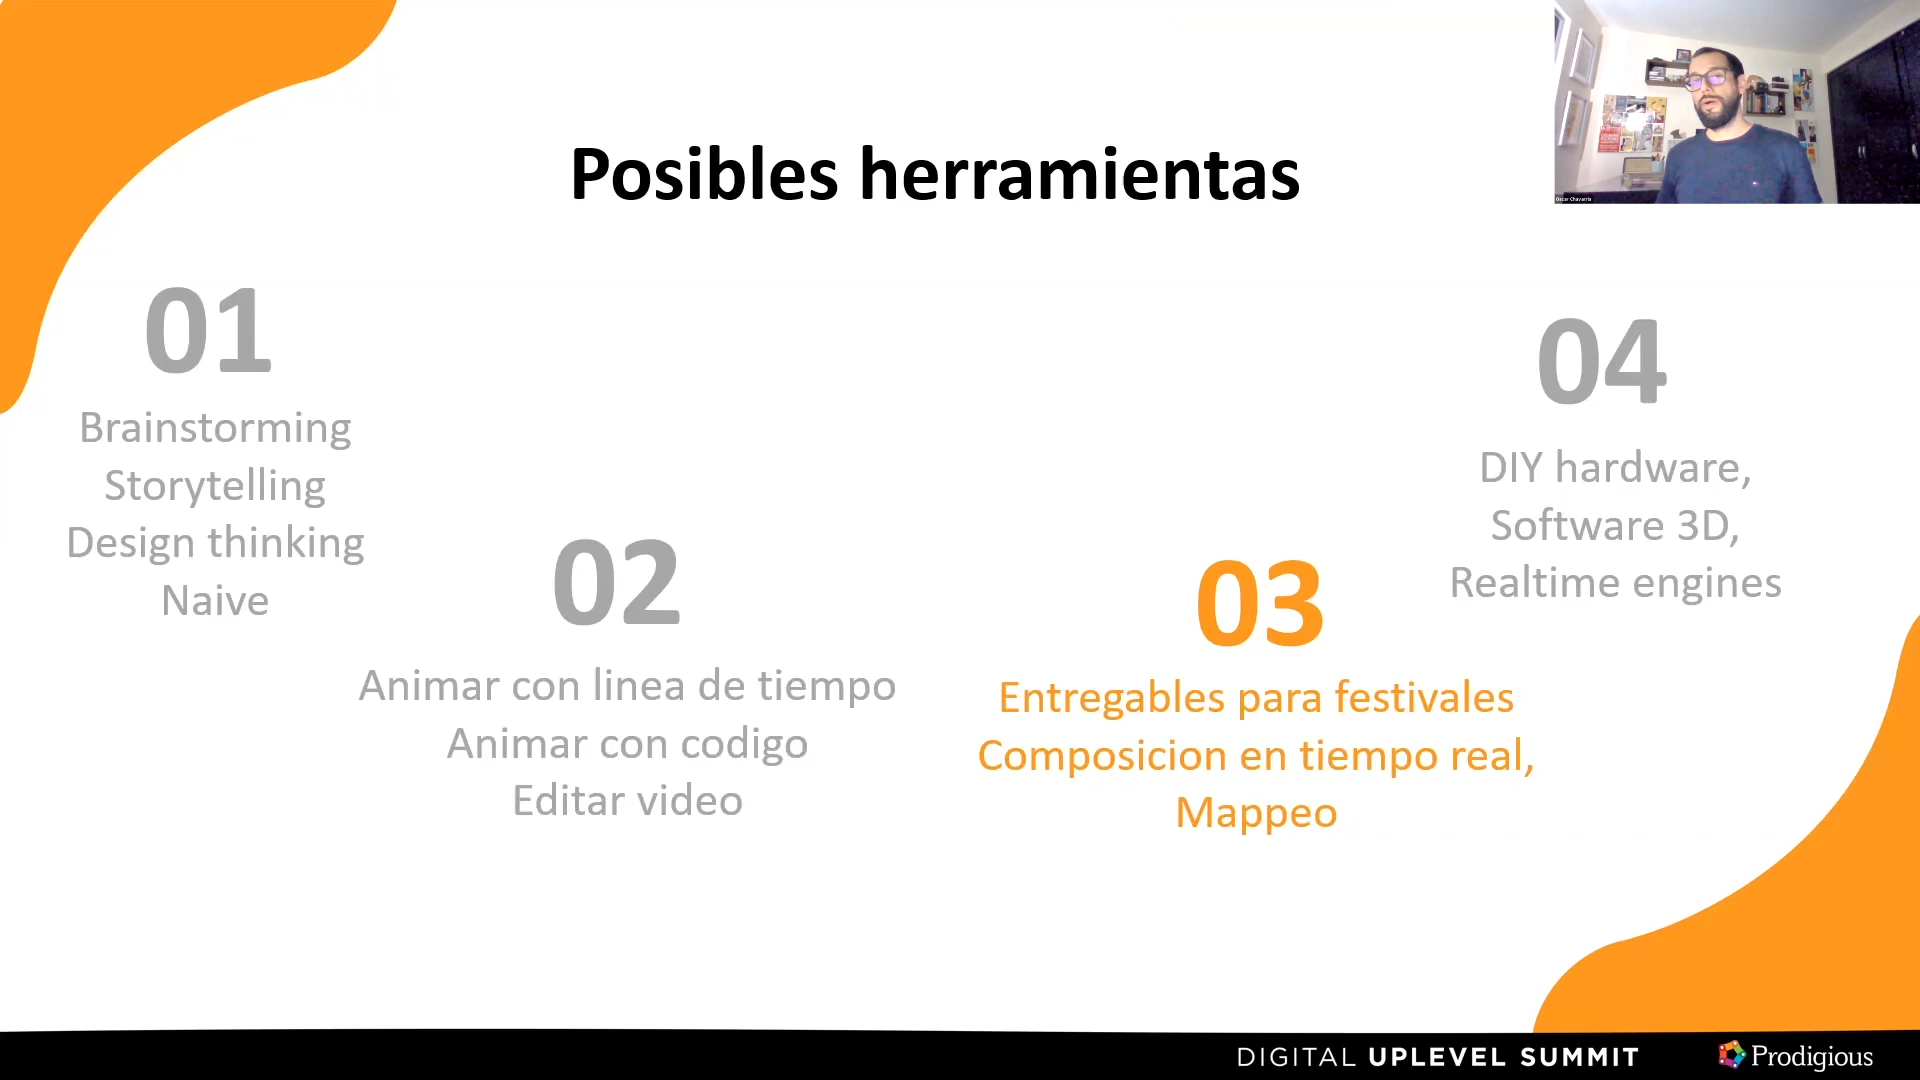 Posibles herramientas
Oscar Chavarria
01
Brainstorming
Storytelling
Design thinking
Naive
02
Animar con linea de tiempo
Animar con codigo
Editar video
03
Entregables para festivales
Composicion en tiempo real,
Mappeo
04
DIY hardware,
Software 3D,
Realtime engines
DIGITAL UPLEVEL SUMMIT
Prodigious